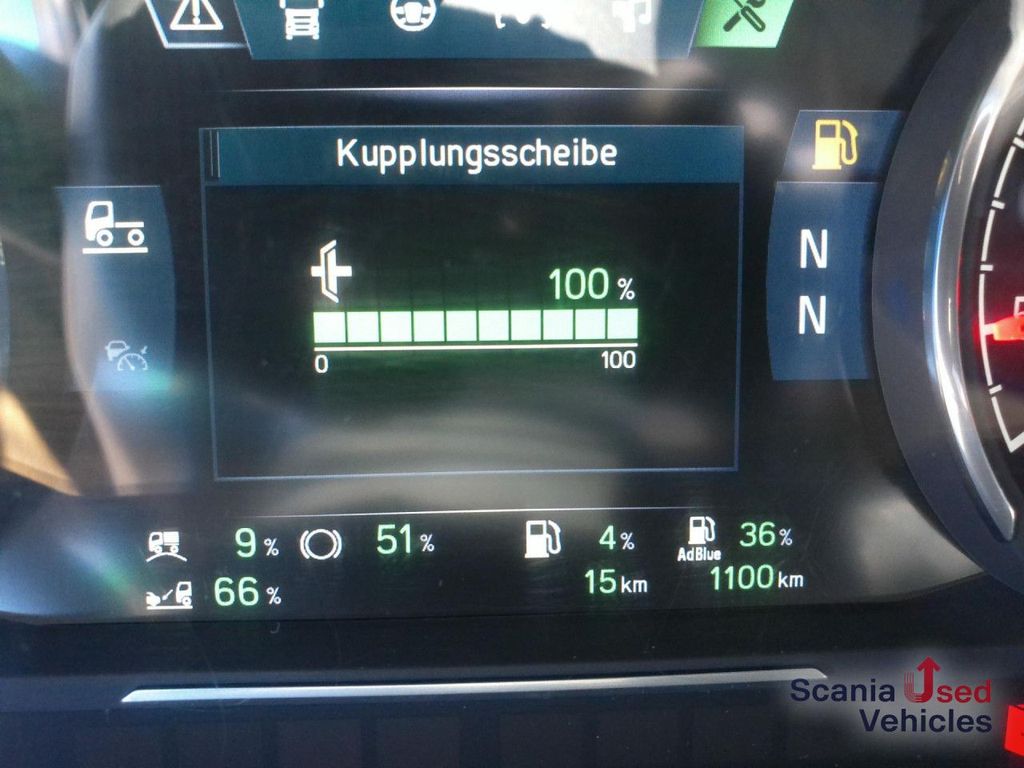 Kupplungsscheibe
N
N
100 %
0 100
9 % 51 % 4 % 36 %
AdBlue
66 % 15 km 1100 km
Scania Used
Vehicles